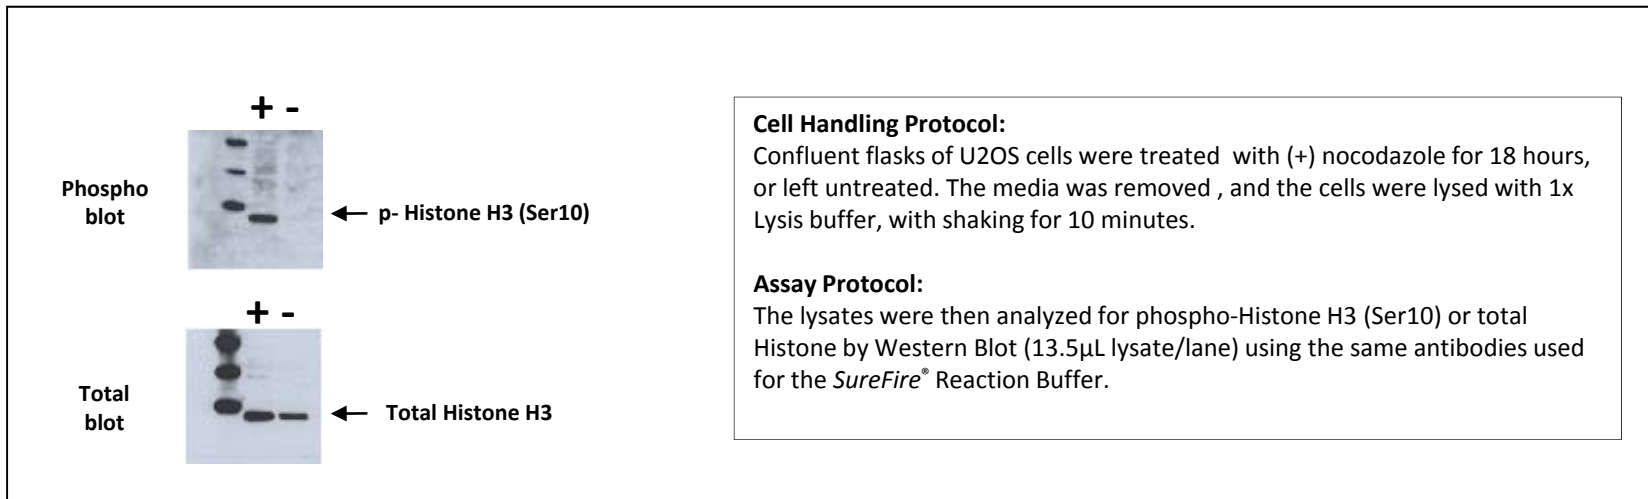 + -
Phospho
blot
p- Histone H3 (Ser10)
+ -
Total
blot
Total Histone H3
Cell Handling Protocol:
Confluent flasks of U2OS cells were treated with (+) nocodazole for 18 hours,
or left untreated. The media was removed , and the cells were lysed with 1x
Lysis buffer, with shaking for 10 minutes.
Assay Protocol:
The lysates were then analyzed for phospho-Histone H3 (Ser10) or total
Histone by Western Blot (13.5µL lysate/lane) using the same antibodies used
for the SureFire® Reaction Buffer.